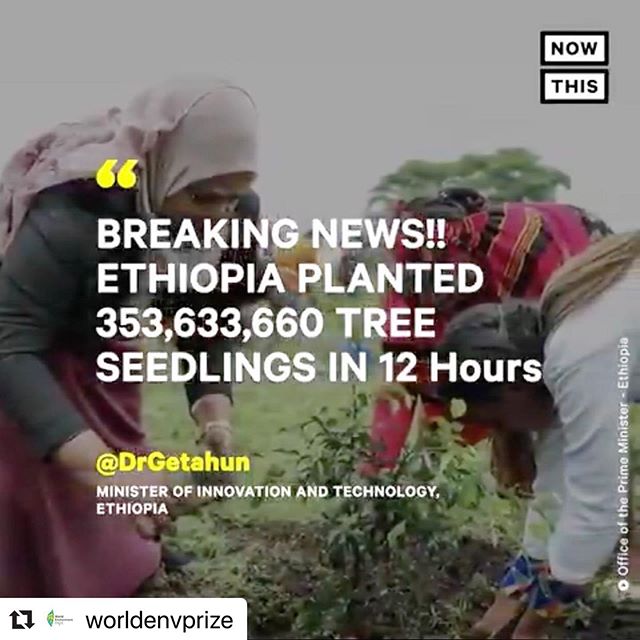 NOW
THIS
“
BREAKING NEWS!!
ETHIOPIA PLANTED
353,633,660 TREE
SEEDLINGS IN 12 Hours
@DrGetahun
MINISTER OF INNOVATION AND TECHNOLOGY,
ETHIOPIA
Office of the Prime Minister - Ethiopia
worldenvprize